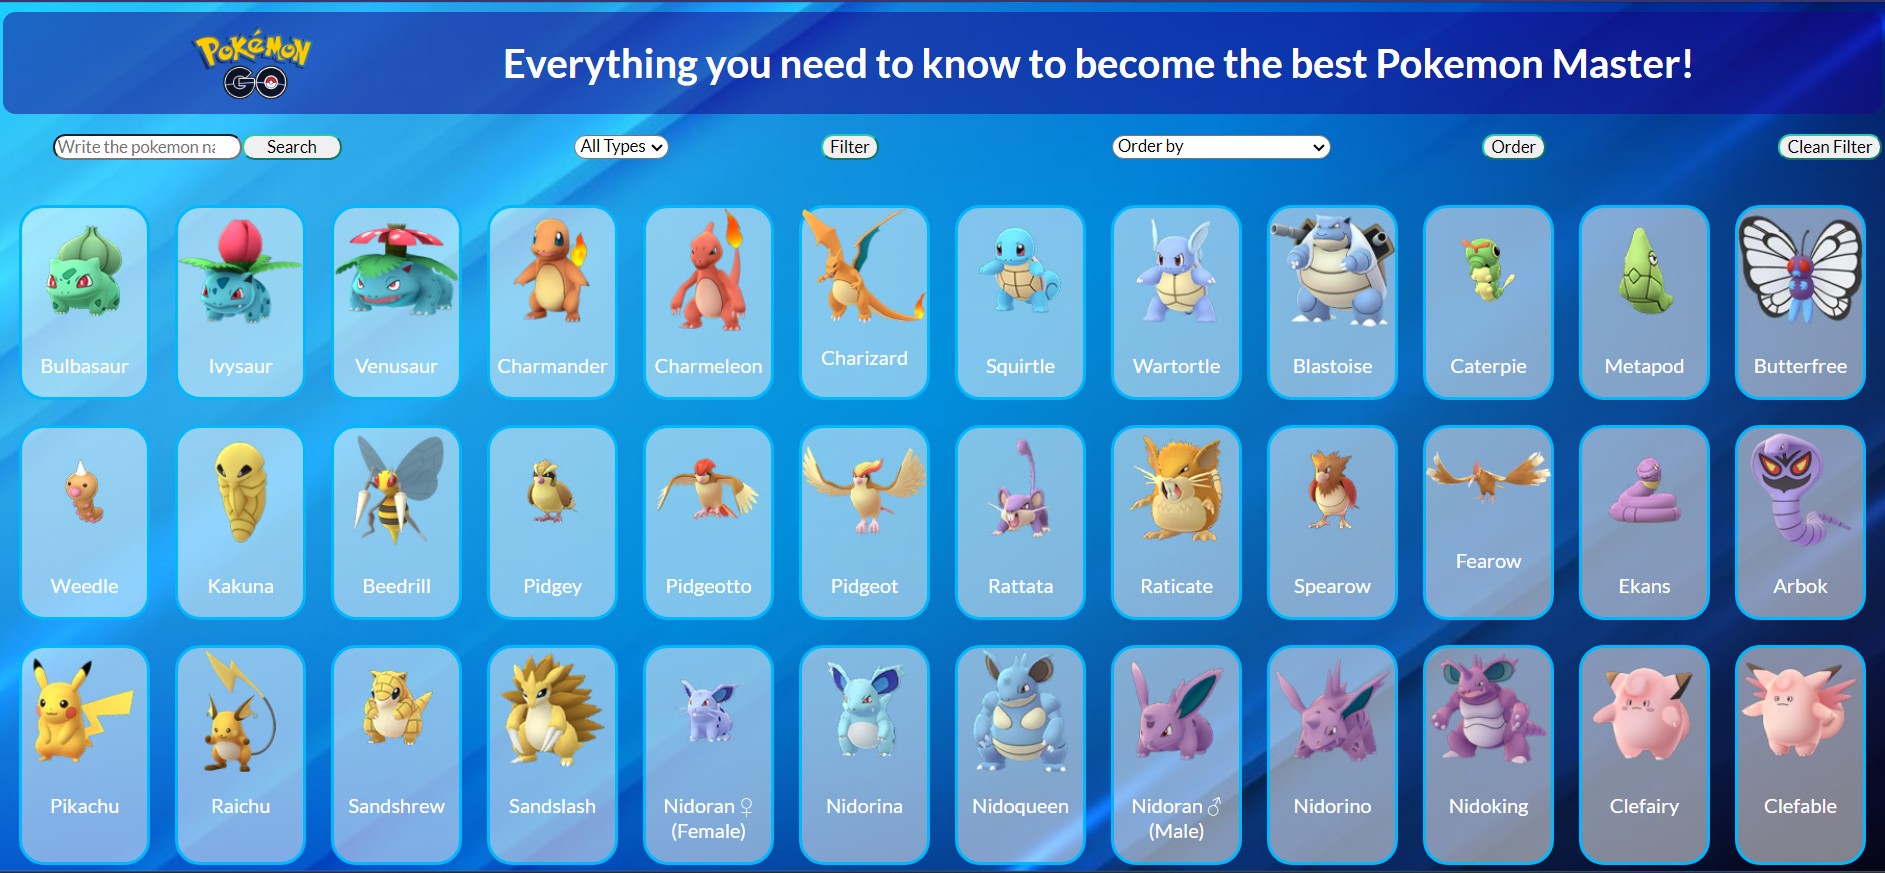 POKÉMON
GO
Everything you need to know to become the best Pokemon Master!
Write the pokemon na
Search
All Types
Filter
Order by
Order
Clean Filter
Bulbasaur
Ivysaur
Venusaur
Charmander
Charmeleon
Charizard
Squirtle
Wartortle
Blastoise
Caterpie
Metapod
Butterfree
Weedle
Kakuna
Beedrill
Pidgey
Pidgeotto
Pidgeot
Rattata
Raticate
Spearow
Fearow
Ekans
Arbok
Pikachu
Raichu
Sandshrew
Sandslash
Nidoran ♀
(Female)
Nidorina
Nidoqueen
Nidoran ♂
(Male)
Nidorino
Nidoking
Clefairy
Clefable